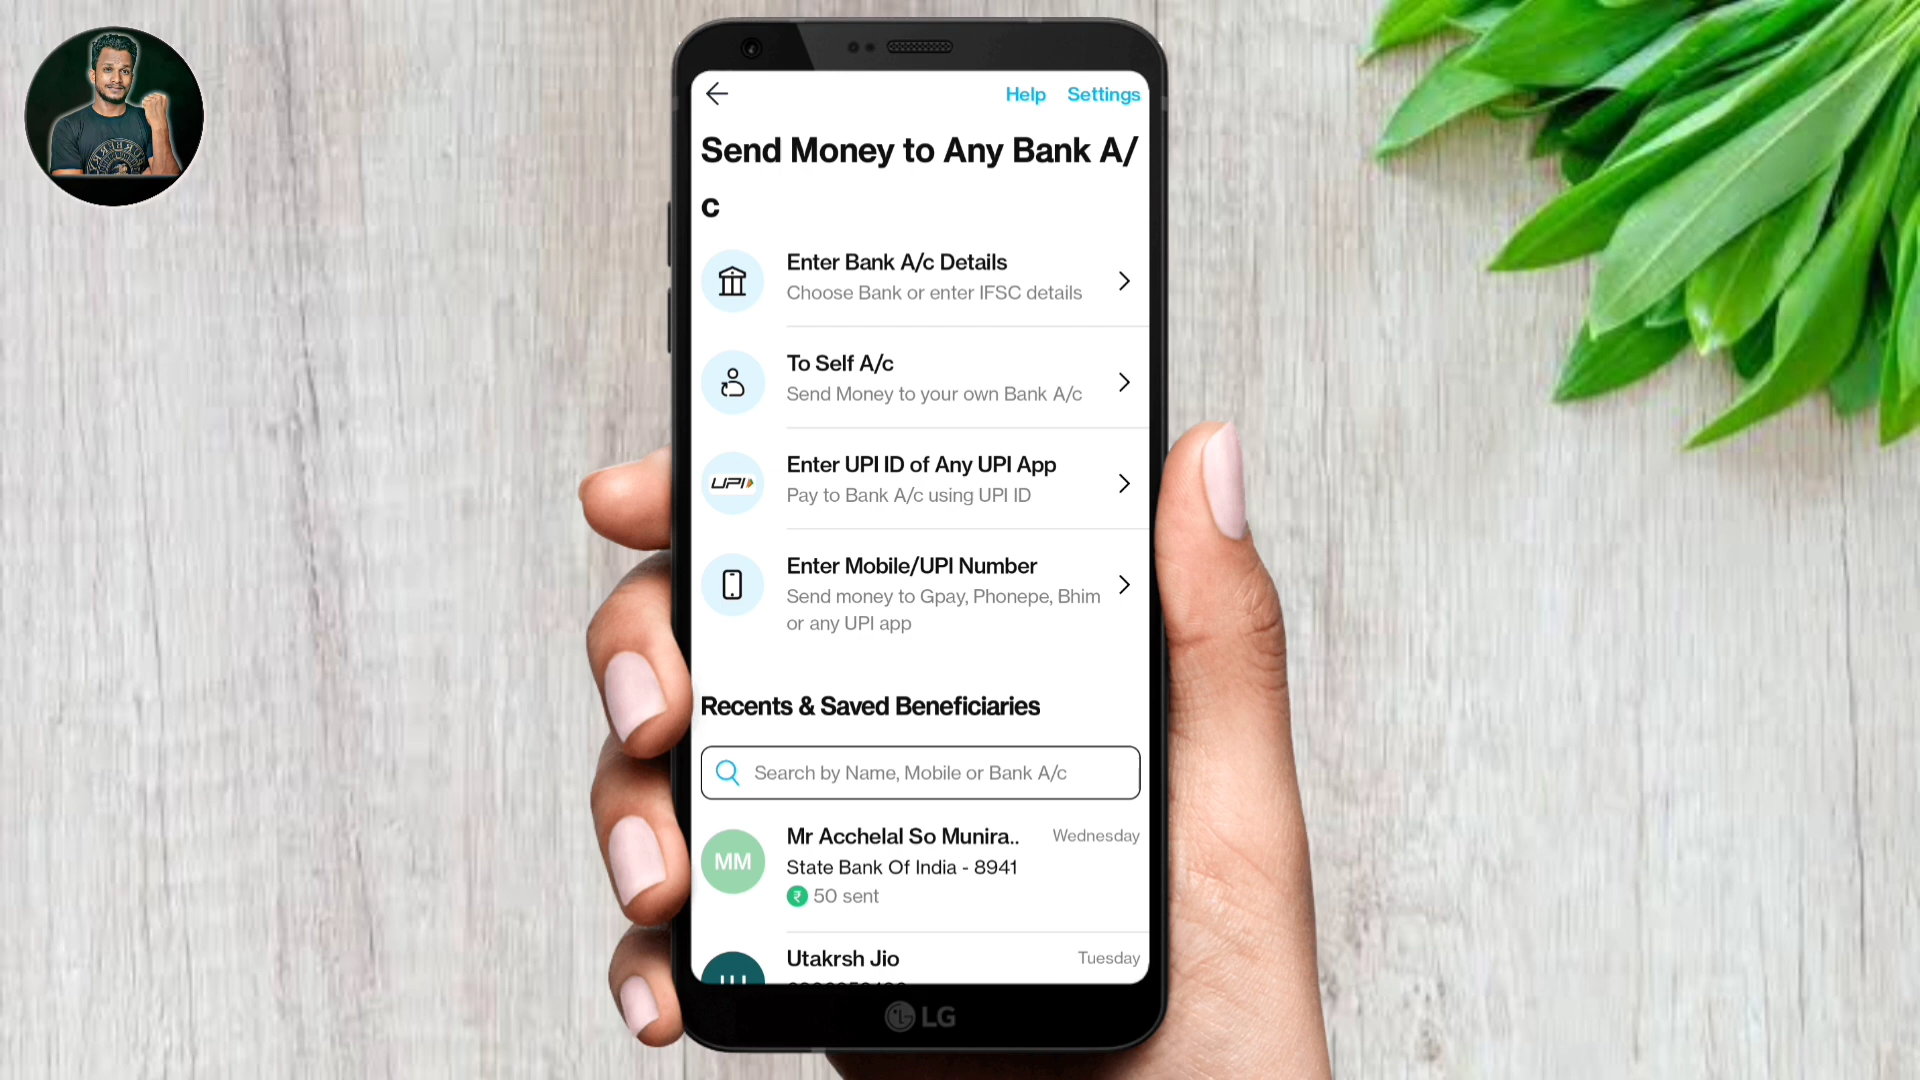 Help Settings
Send Money to Any Bank A/
c
Enter Bank A/c Details
Choose Bank or enter IFSC details
To Self A/c
Send Money to your own Bank A/c
UPI
Enter UPI ID of Any UPI App
Pay to Bank A/c using UPI ID
Enter Mobile/UPI Number
Send money to Gpay, Phonepe, Bhim
or any UPI app
Recents & Saved Beneficiaries
Search by Name, Mobile or Bank A/c
MM
Mr Acchelal So Munira.. Wednesday
State Bank Of India - 8941
₹ 50 sent
Utakrsh Jio Tuesday
LG